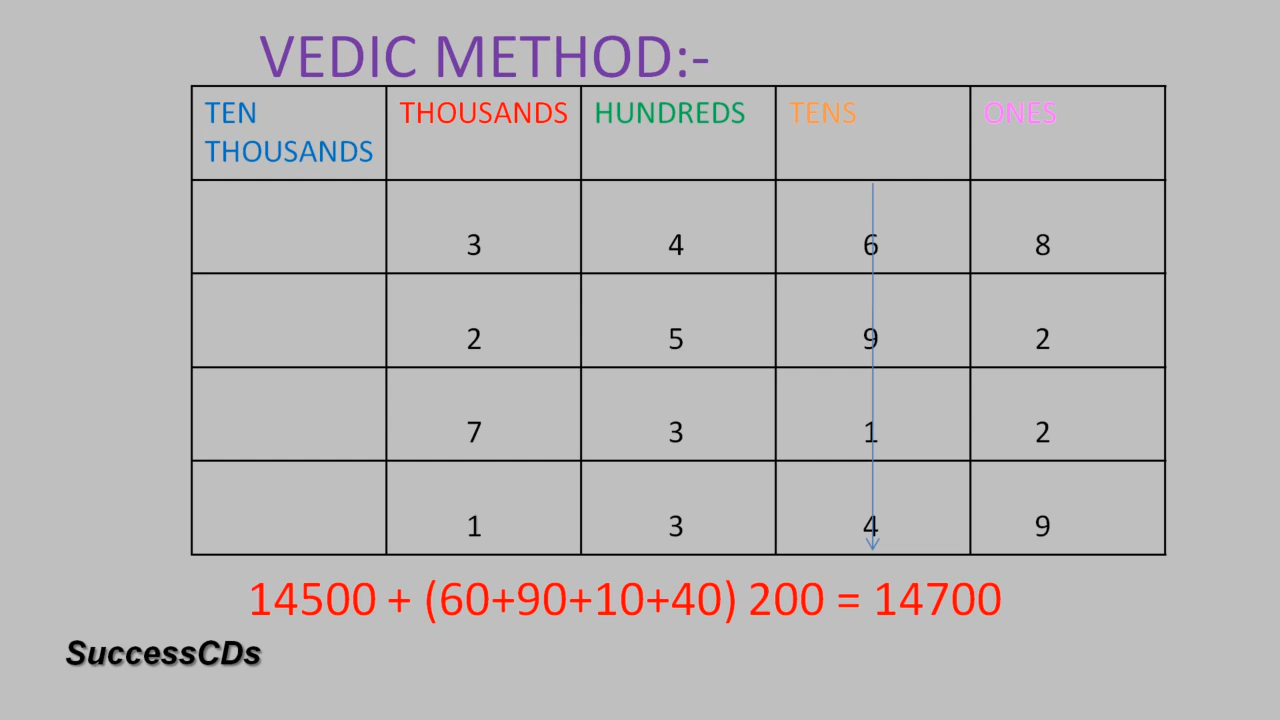 VEDIC METHOD:-
TEN THOUSANDS THOUSANDS HUNDREDS TENS ONES
3 4 6 8
2 5 9 2
7 3 1 2
1 3 4 9
14500 + (60+90+10+40) 200 = 14700
SuccessCDs